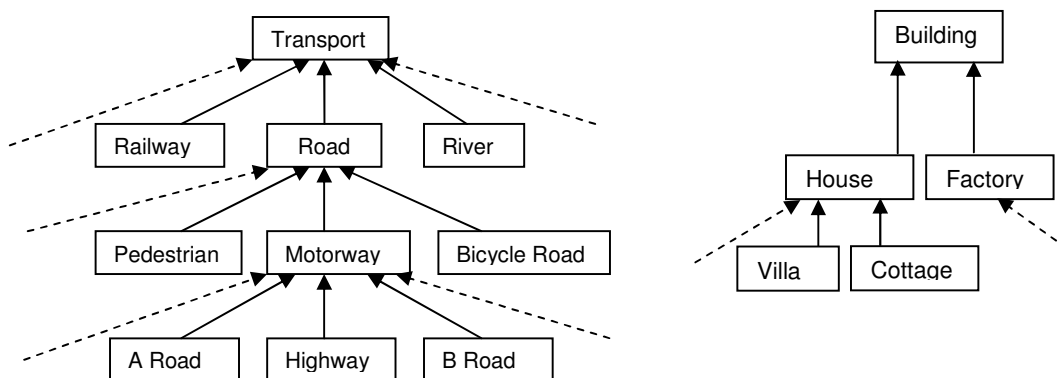 Transport
Building
Railway
Road
River
House
Factory
Pedestrian
Motorway
Bicycle Road
Villa
Cottage
A Road
Highway
B Road